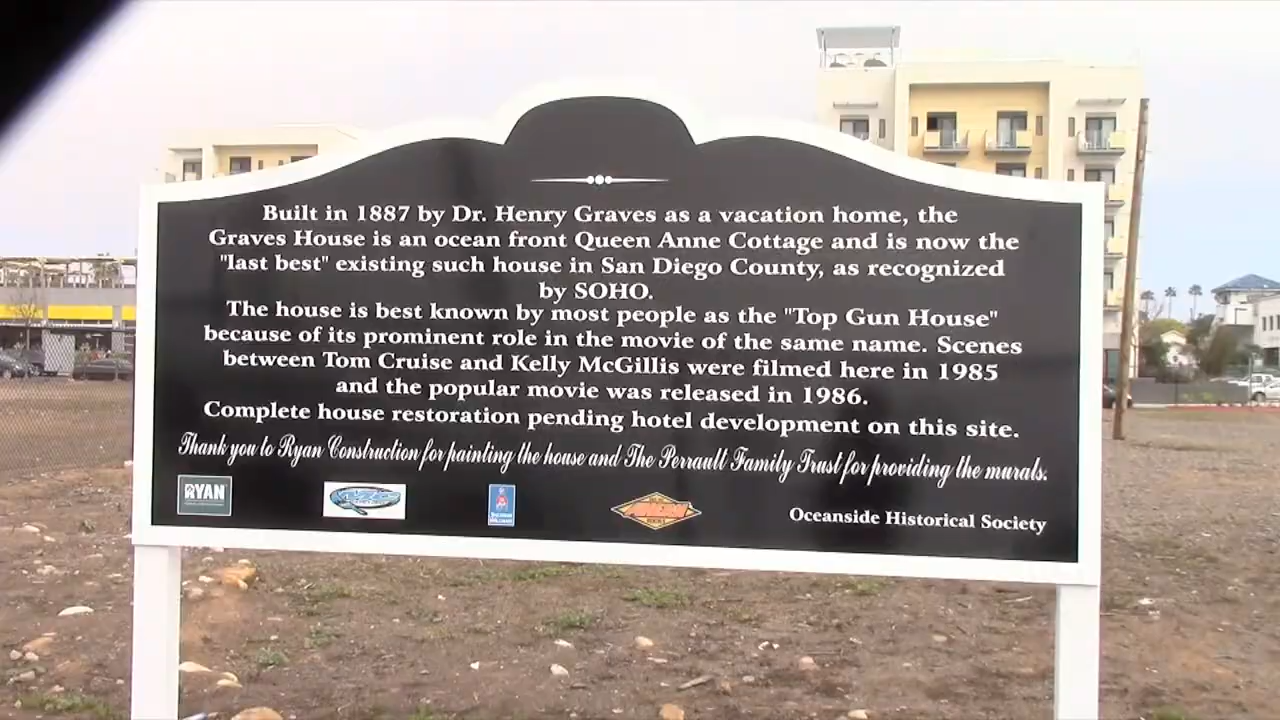 Built in 1887 by Dr. Henry Graves as a vacation home, the
Graves House is an ocean front Queen Anne Cottage and is now the
"last best" existing such house in San Diego County, as recognized
by SOHO.
The house is best known by most people as the "Top Gun House"
because of its prominent role in the movie of the same name. Scenes
between Tom Cruise and Kelly McGillis were filmed here in 1985
and the popular movie was released in 1986.
Complete house restoration pending hotel development on this site.
Thank you to Ryan Construction for painting the house and The Perrault Family Trust for providing the murals.
RYAN
Oceanside Historical Society